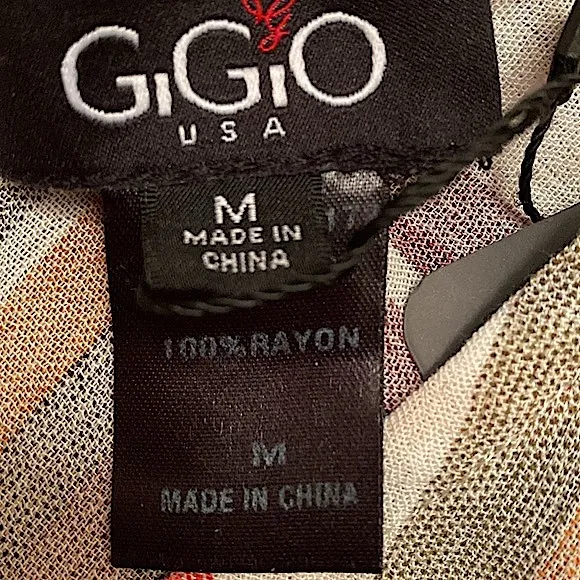 GiGiO
USA
M
MADE IN
CHINA
100% RAYON
M
MADE IN CHINA